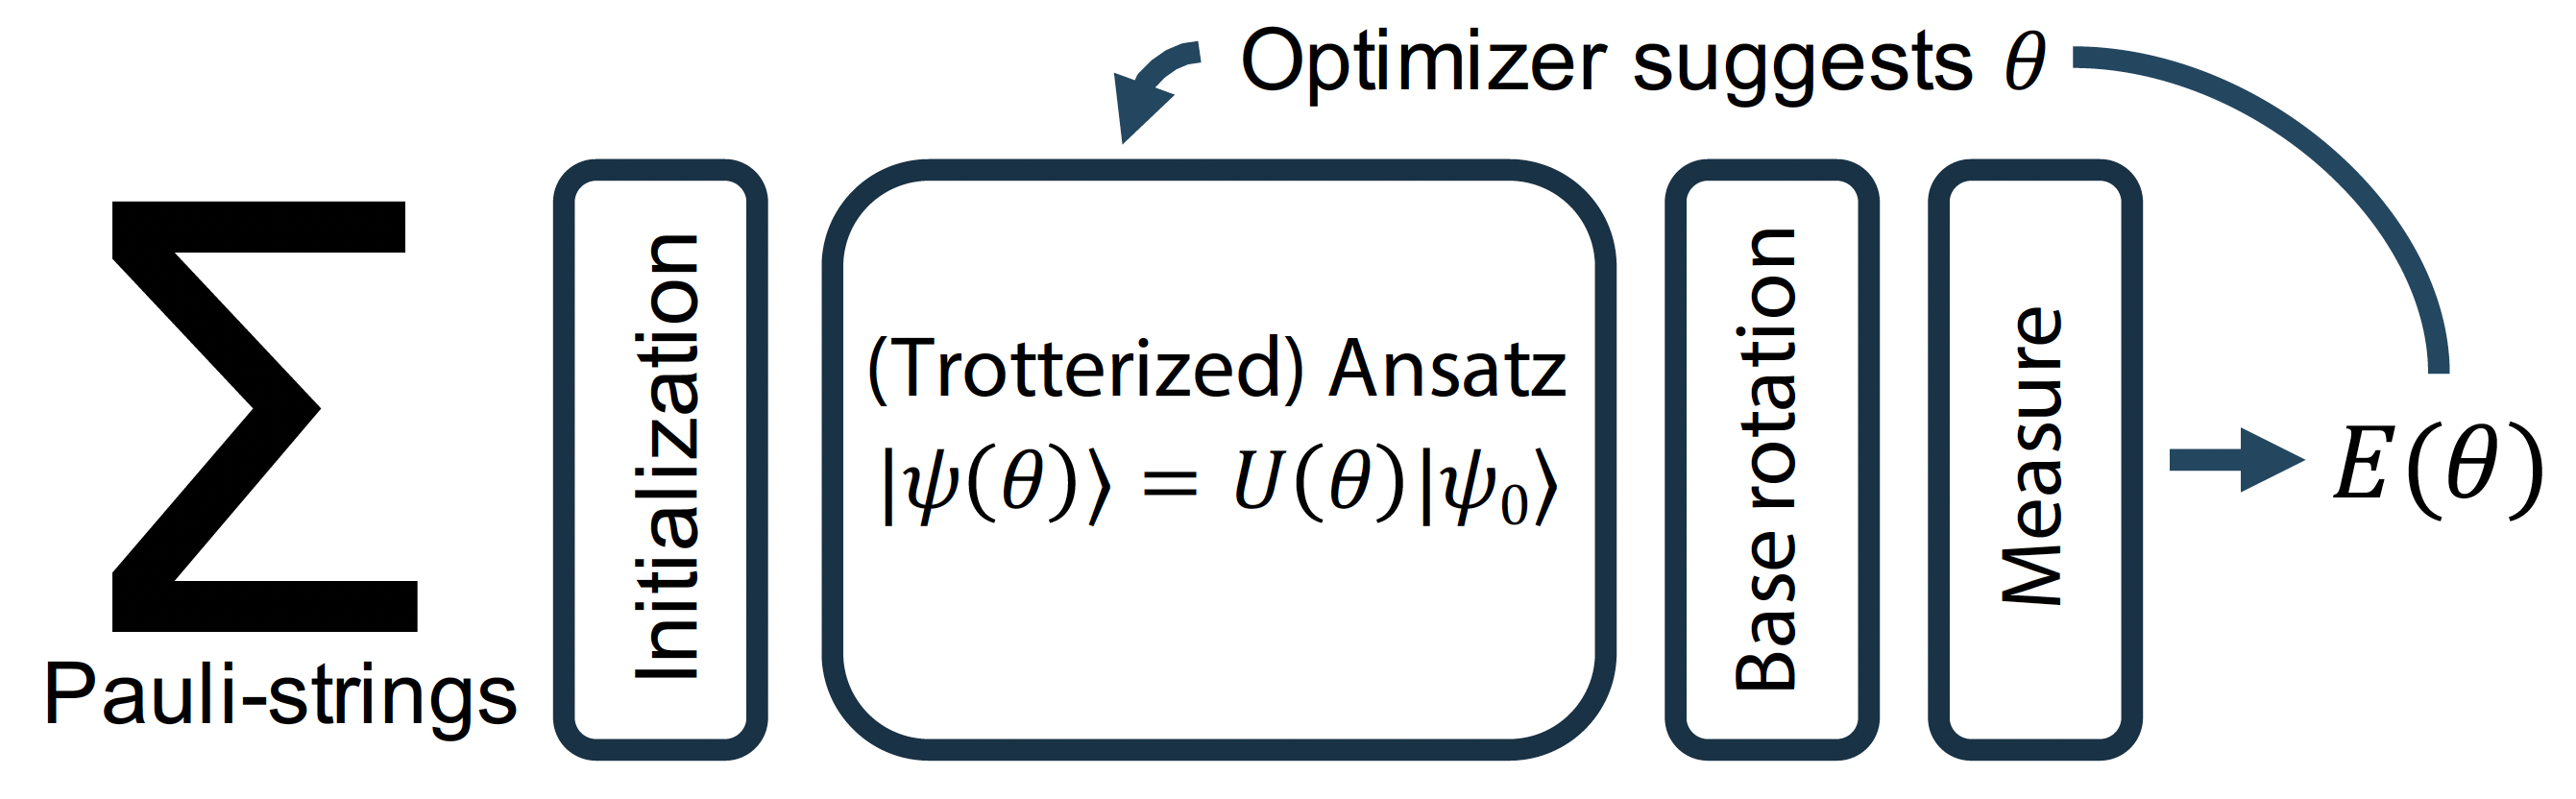 Optimizer suggests θ
∑
Pauli-strings
Initialization
(Trotterized) Ansatz
|ψ(θ)⟩ = U(θ)|ψ₀⟩
Base rotation
Measure
E(θ)